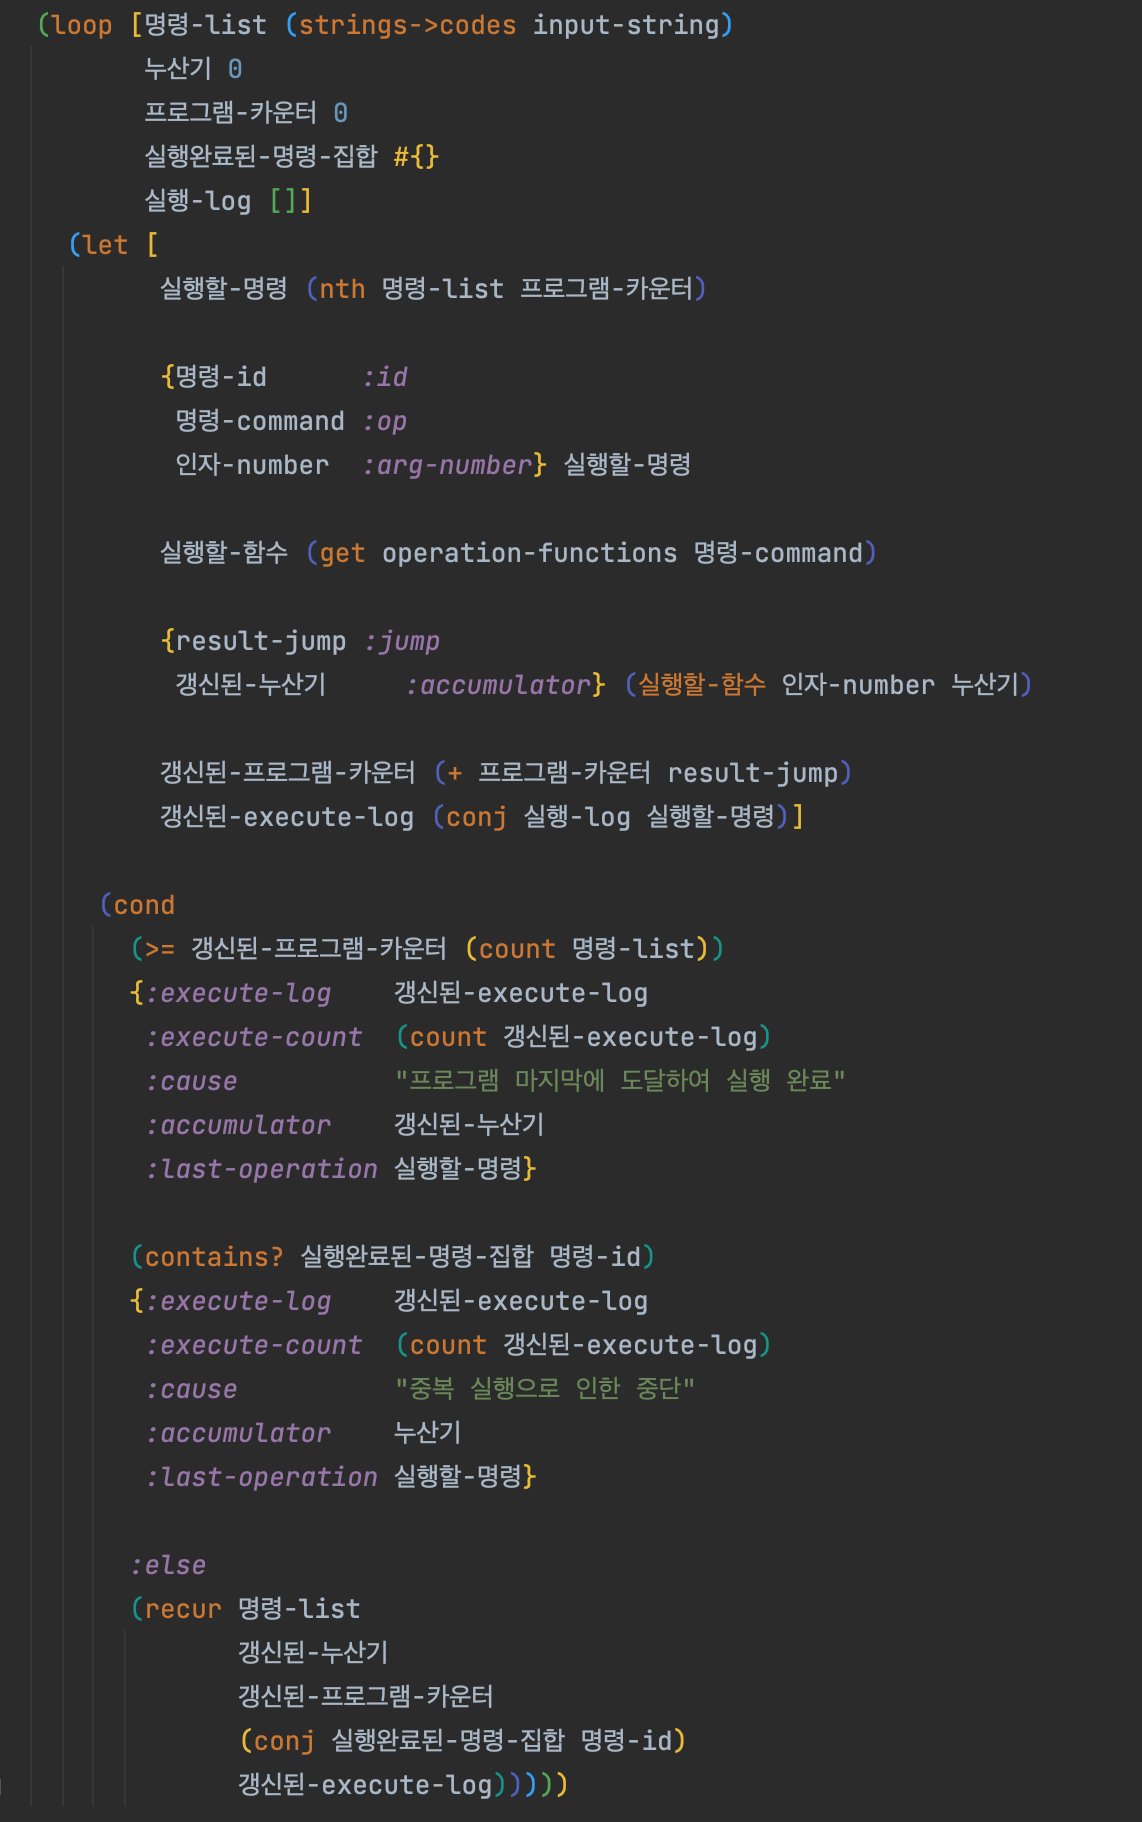 (loop [명령-list (strings->codes input-string)
       누산기 0
       프로그램-카운터 0
       실행완료된-명령-집합 #{}
       실행-log []]
  (let [
        실행할-명령 (nth 명령-list 프로그램-카운터)

        {명령-id      :id
         명령-command :op
         인자-number  :arg-number} 실행할-명령

        실행할-함수 (get operation-functions 명령-command)

        {result-jump :jump
         갱신된-누산기     :accumulator} (실행할-함수 인자-number 누산기)

        갱신된-프로그램-카운터 (+ 프로그램-카운터 result-jump)
        갱신된-execute-log (conj 실행-log 실행할-명령)]

    (cond
      (>= 갱신된-프로그램-카운터 (count 명령-list))
      {:execute-log    갱신된-execute-log
       :execute-count  (count 갱신된-execute-log)
       :cause          "프로그램 마지막에 도달하여 실행 완료"
       :accumulator    갱신된-누산기
       :last-operation 실행할-명령}

      (contains? 실행완료된-명령-집합 명령-id)
      {:execute-log    갱신된-execute-log
       :execute-count  (count 갱신된-execute-log)
       :cause          "중복 실행으로 인한 중단"
       :accumulator    누산기
       :last-operation 실행할-명령}

      :else
      (recur 명령-list
             갱신된-누산기
             갱신된-프로그램-카운터
             (conj 실행완료된-명령-집합 명령-id)
             갱신된-execute-log)))))